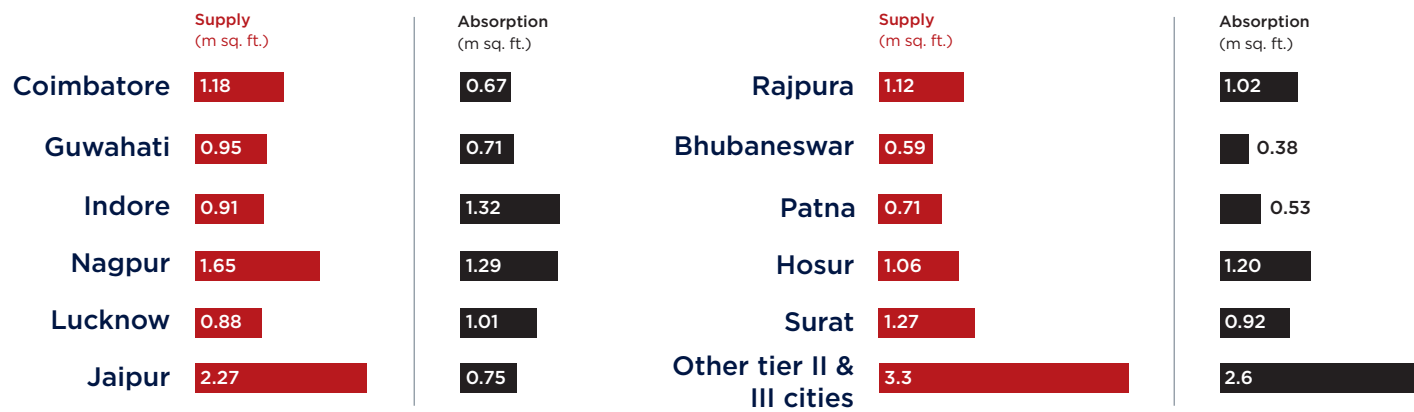 Supply
(m sq. ft.)
Absorption
(m sq. ft.)
Coimbatore 1.18 0.67
Guwahati 0.95 0.71
Indore 0.91 1.32
Nagpur 1.65 1.29
Lucknow 0.88 1.01
Jaipur 2.27 0.75
Supply
(m sq. ft.)
Absorption
(m sq. ft.)
Rajpura 1.12 1.02
Bhubaneswar 0.59 0.38
Patna 0.71 0.53
Hosur 1.06 1.20
Surat 1.27 0.92
Other tier II &
III cities 3.3 2.6